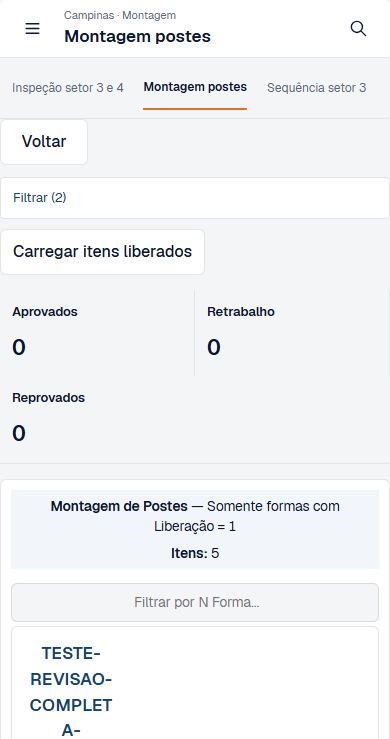 Campinas · Montagem
Montagem postes
Inspeção setor 3 e 4
Montagem postes
Sequência setor 3
Voltar
Filtrar (2)
Carregar itens liberados
Aprovados
Retrabalho
0
0
Reprovados
0
Montagem de Postes — Somente formas com
Liberação = 1
Itens: 5
Filtrar por N Forma...
TESTE-
REVISAO-
COMPLET
A-